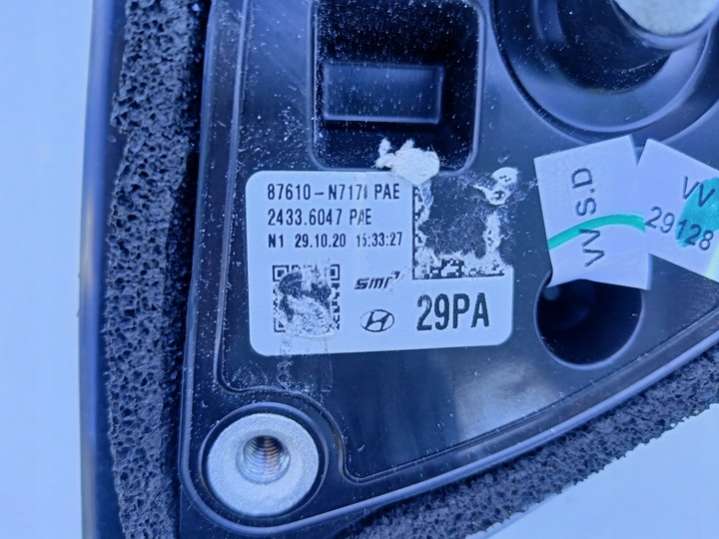 87610-N7171 PAE
2433.6047 PAE
N1 29.10.20 15:33:27
smr
29PA
VV S.D
VV
29128